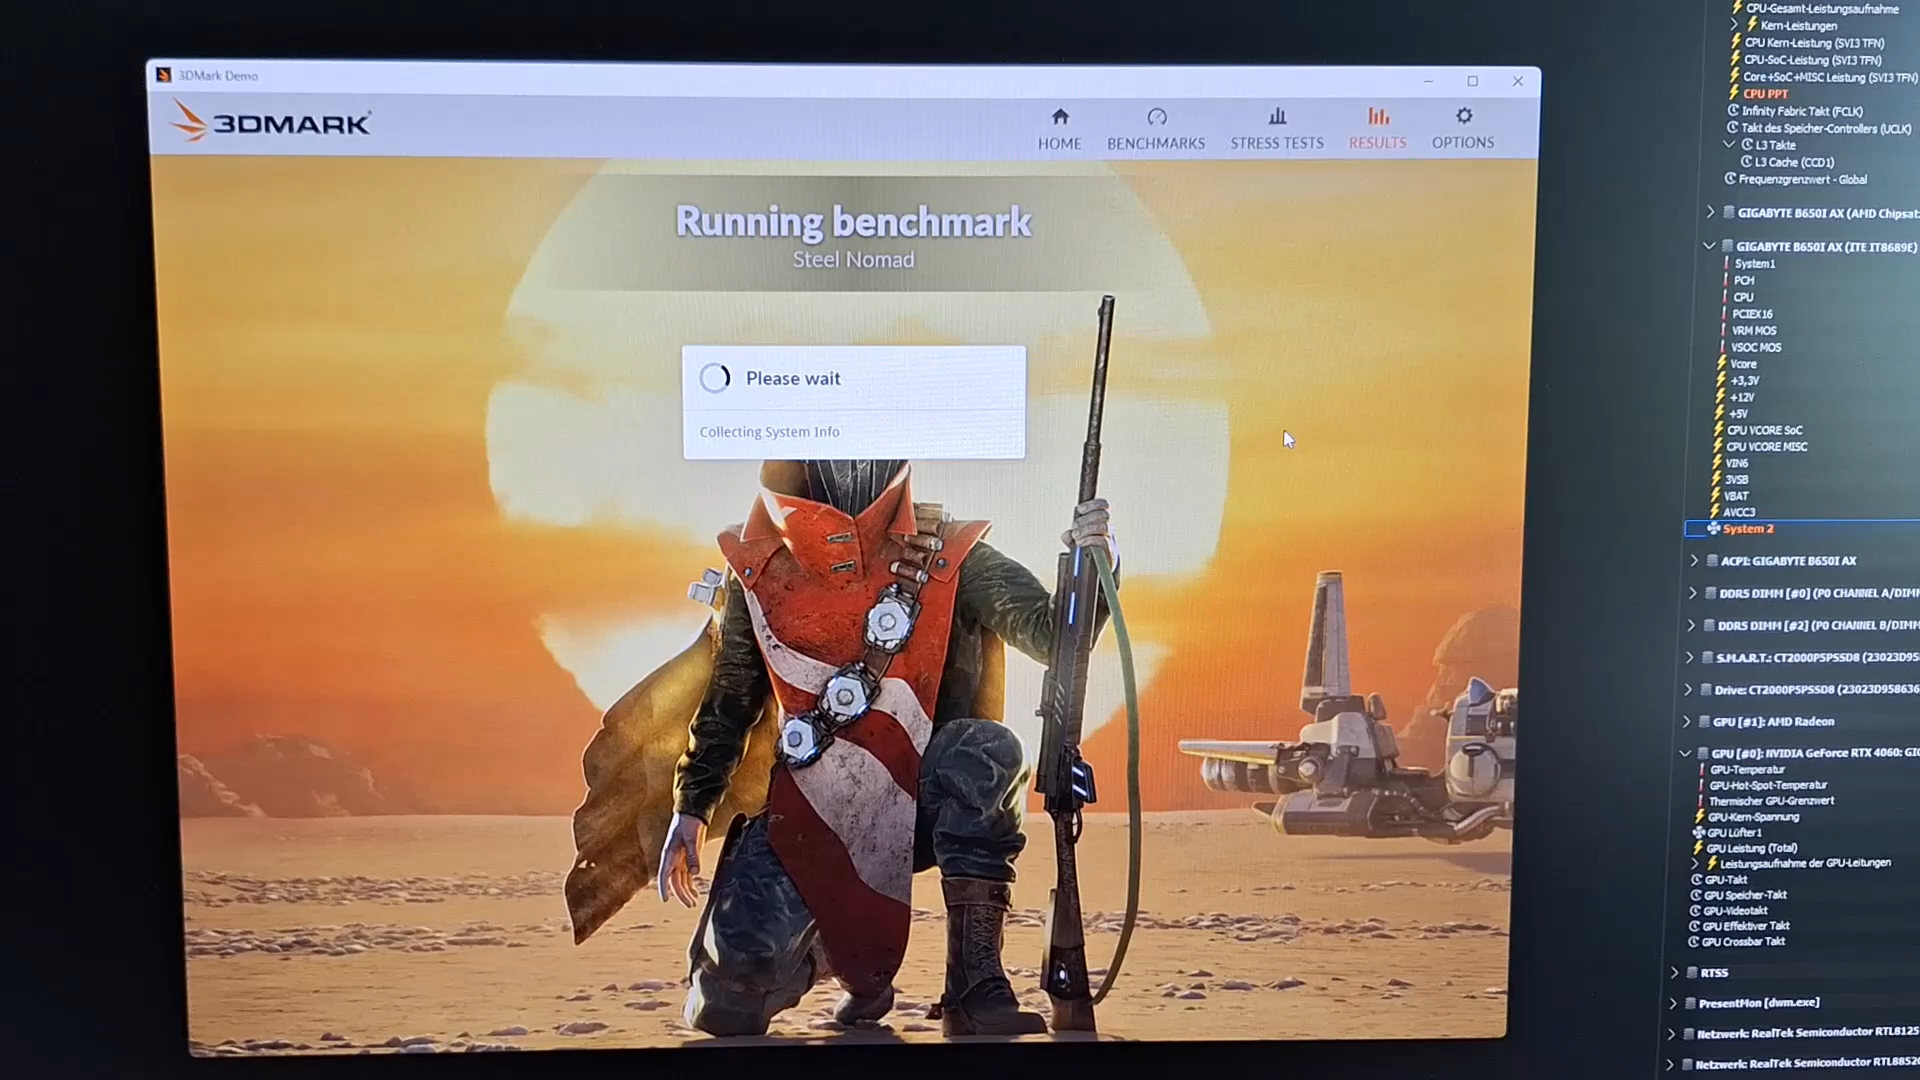 3DMark Demo
3DMARK
HOME
BENCHMARKS
STRESS TESTS
RESULTS
OPTIONS
Running benchmark
Steel Nomad
Please wait
Collecting System Info
CPU-Gesamt-Leistungsaufnahme
Kern-Leistungen
CPU Kern-Leistung (SVI3 TFN)
CPU-SoC-Leistung (SVI3 TFN)
Core+SoC+MISC Leistung (SVI3 TFN)
CPU PPT
Infinity Fabric Takt (FCLK)
Takt des Speicher-Controllers (UCLK)
L3 Takte
L3 Cache (CCD1)
Frequenzgrenzwert - Global
GIGABYTE B650I AX (AMD Chipsat
GIGABYTE B650I AX (ITE IT8689E)
System1
PCH
CPU
PCIEX16
VRM MOS
VSOC MOS
Vcore
+3,3V
+12V
+5V
CPU VCORE SoC
CPU VCORE MISC
VIN6
3VSB
VBAT
AVCC3
System 2
ACPI: GIGABYTE B650I AX
DDR5 DIMM [#0] (P0 CHANNEL A/DIMM
DDR5 DIMM [#2] (P0 CHANNEL B/DIMM
S.M.A.R.T.: CT2000P5PSSD8 (23023D95
Drive: CT2000P5PSSD8 (23023D958636
GPU [#1]: AMD Radeon
GPU [#0]: NVIDIA GeForce RTX 4060: GIG
GPU-Temperatur
GPU-Hot-Spot-Temperatur
Thermischer GPU-Grenzwert
GPU-Kern-Spannung
GPU Lüfter1
GPU Leistung (Total)
Leistungsaufnahme der GPU-Leitungen
GPU-Takt
GPU Speicher-Takt
GPU-Videotakt
GPU Effektiver Takt
GPU Crossbar Takt
RTSS
PresentMon [dwm.exe]
Netzwerk: RealTek Semiconductor RTL8125
Netzwerk: RealTek Semiconductor RTL8852